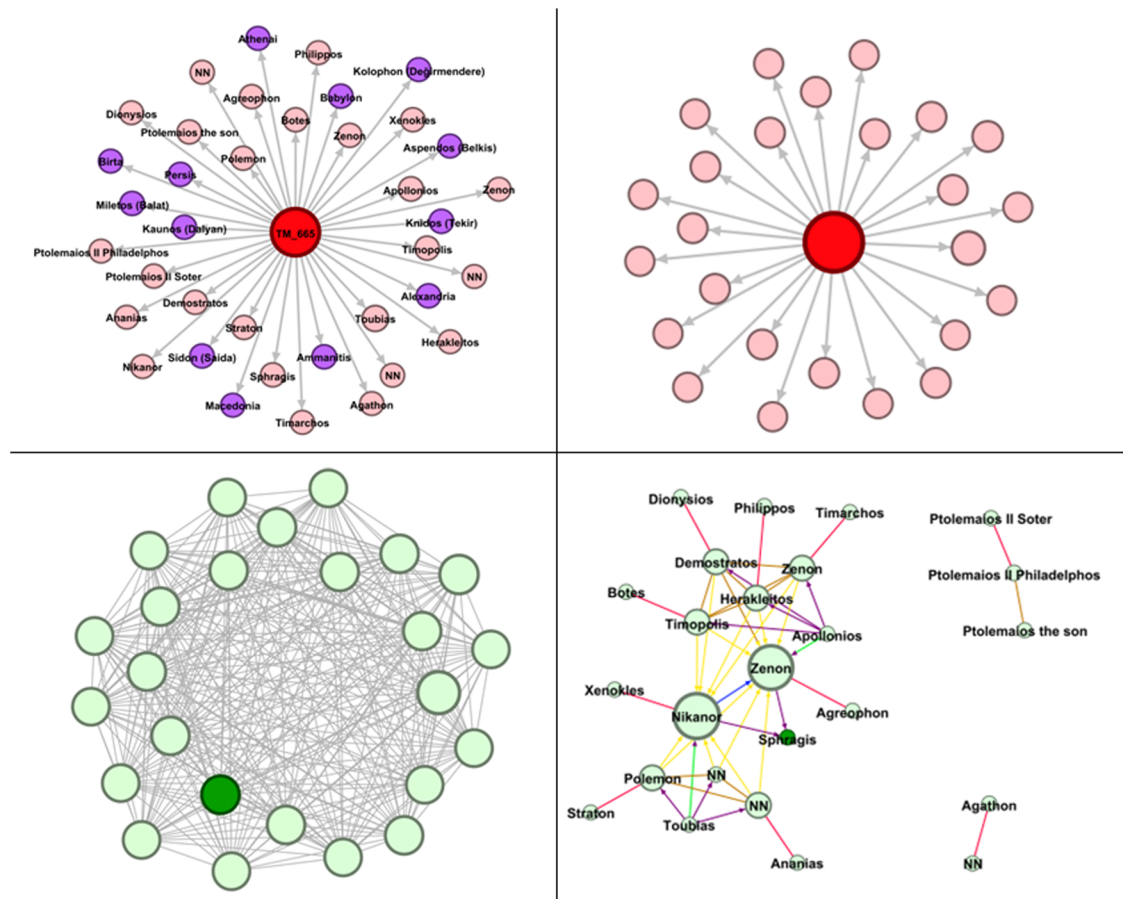 Athenai
Philippos
NN
Kolophon (Değirmendere)
Agreophon
Babylon
Dionysios
Botes
Xenokles
Ptolemaios the son
Zenon
Aspendos (Belkis)
Polemon
Birta
Persis
Apollonios
Zenon
Miletos (Balat)
Kaunos (Dalyan)
Knidos (Tekir)
TM_665
Ptolemaios II Philadelphos
Timopolis
Ptolemaios II Soter
NN
Demostratos
Alexandria
Ananias
Straton
Toubias
Herakleitos
Nikanor
Sidon (Saida)
Ammanitis
Sphragis
NN
Macedonia
Agathon
Timarchos
Dionysios
Philippos
Timarchos
Demostratos
Zenon
Botes
Herakleitos
Timopolis
Apollonios
Zenon
Xenokles
Nikanor
Agreophon
Sphragis
Polemon
NN
NN
Straton
Toubias
Ananias
Ptolemaios II Soter
Ptolemaios II Philadelphos
Ptolemaios the son
Agathon
NN